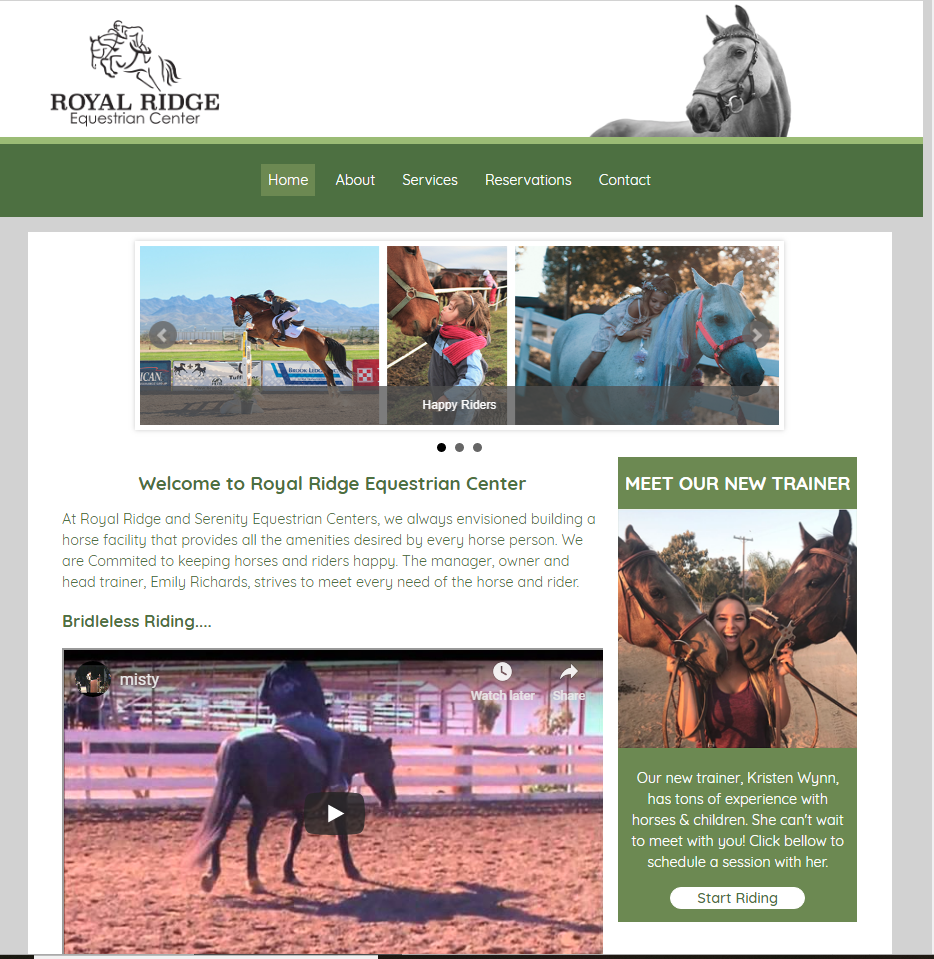 ROYAL RIDGE
Equestrian Center
Home About Services Reservations Contact
Happy Riders
Welcome to Royal Ridge Equestrian Center
At Royal Ridge and Serenity Equestrian Centers, we always envisioned building a
horse facility that provides all the amenities desired by every horse person. We
are Commited to keeping horses and riders happy. The manager, owner and
head trainer, Emily Richards, strives to meet every need of the horse and rider.
Bridleless Riding....
misty
Watch later Share
MEET OUR NEW TRAINER
Our new trainer, Kristen Wynn,
has tons of experience with
horses & children. She can't wait
to meet with you! Click bellow to
schedule a session with her.
Start Riding